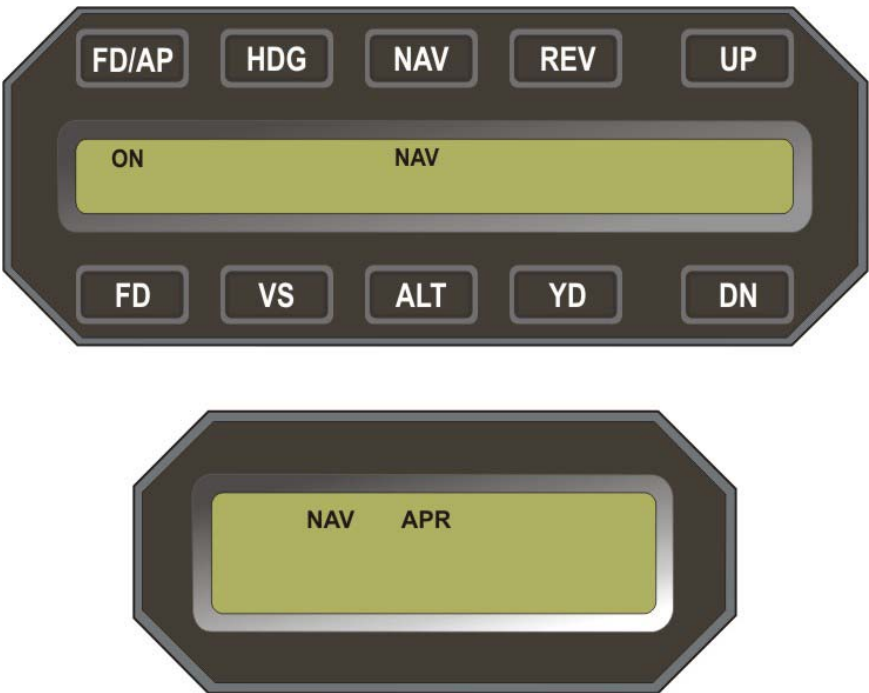 FD/AP HDG NAV REV UP
ON NAV
FD VS ALT YD DN
NAV APR